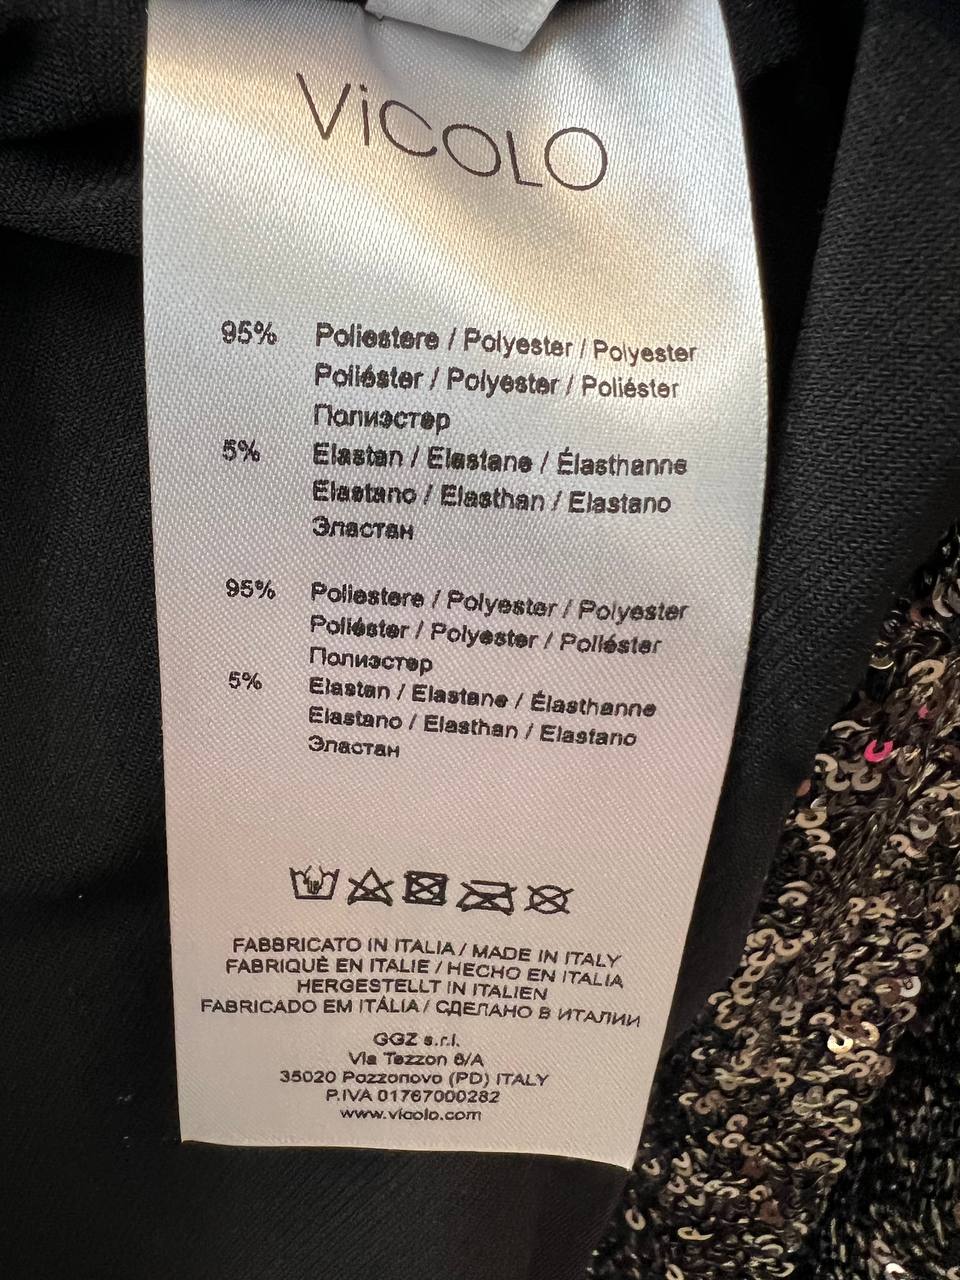 ViCOLO
95% Poliestere / Polyester / Polyester
Poliéster / Polyester / Poliéster
Полиэстер
5% Elastan / Elastane / Élasthanne
Elastano / Elasthan / Elastano
Эластан
95% Poliestere / Polyester / Polyester
Poliéster / Polyester / Poliéster
Полиэстер
5% Elastan / Elastane / Élasthanne
Elastano / Elasthan / Elastano
Эластан
FABBRICATO IN ITALIA / MADE IN ITALY
FABRIQUÈ EN ITALIE / HECHO EN ITALIA
HERGESTELLT IN ITALIEN
FABRICADO EM ITÁLIA / СДЕЛАНО В ИТАЛИИ
GGZ s.r.l.
Via Tezzon 6/A
35020 Pozzonovo (PD) ITALY
P.IVA 01767000282
www.vicolo.com